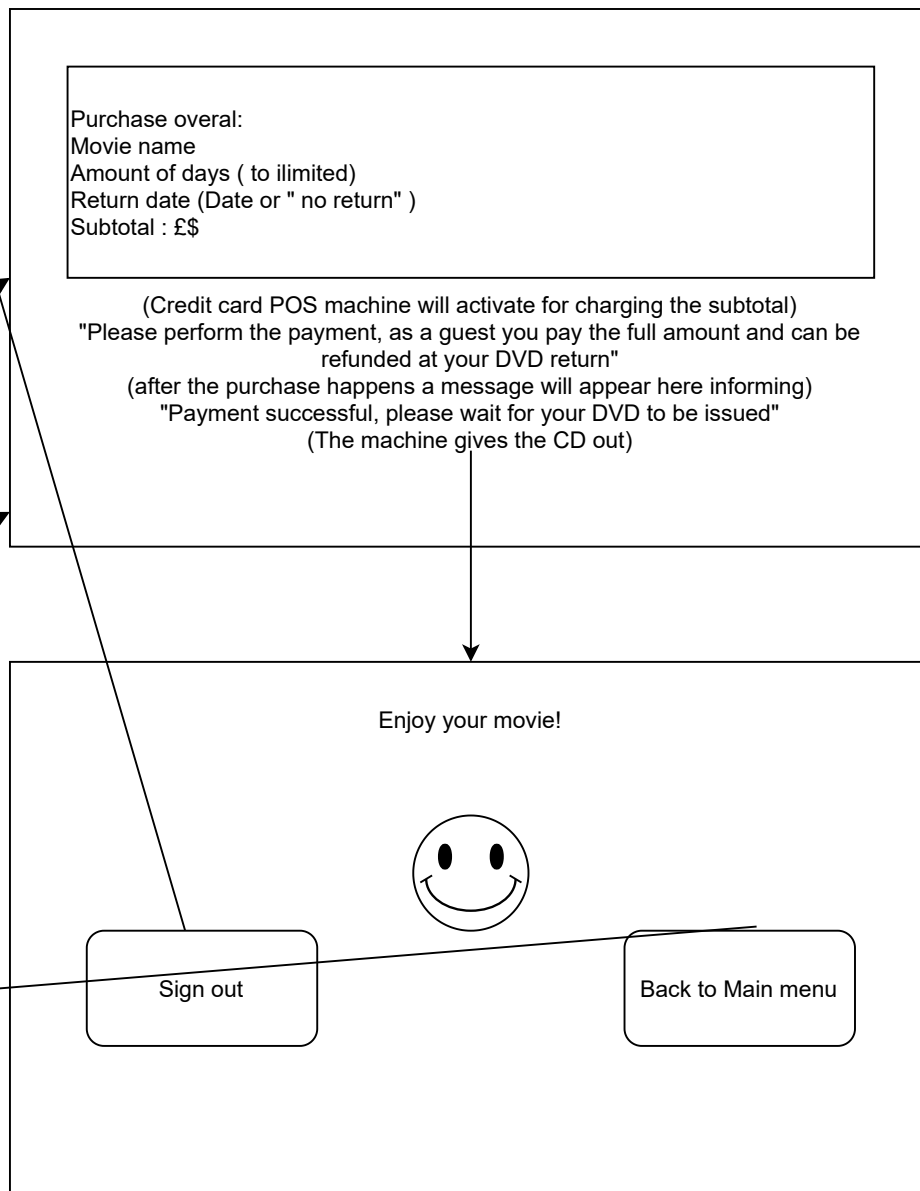 Purchase overal:
Movie name
Amount of days ( to ilimited)
Return date (Date or " no return" )
Subtotal : £$
(Credit card POS machine will activate for charging the subtotal)
"Please perform the payment, as a guest you pay the full amount and can be
refunded at your DVD return"
(after the purchase happens a message will appear here informing)
"Payment successful, please wait for your DVD to be issued"
(The machine gives the CD out)
Enjoy your movie!
Sign out
Back to Main menu